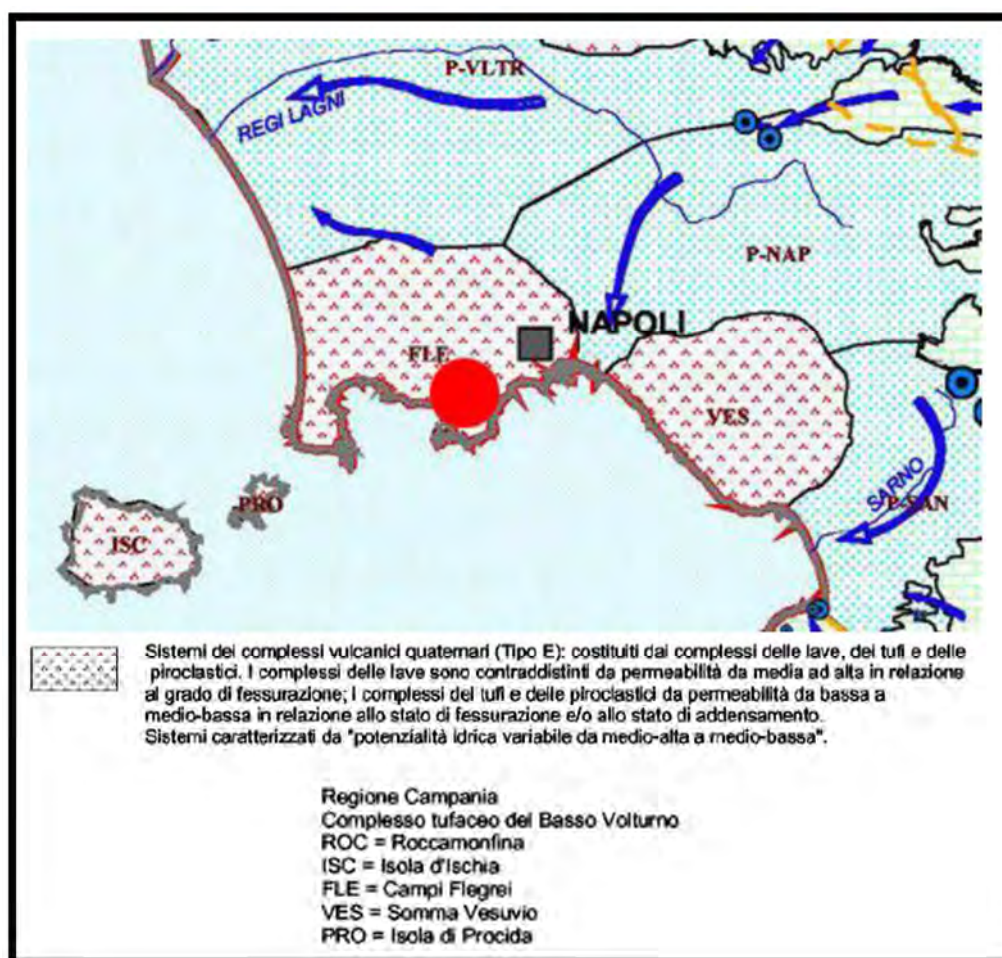 P-VLTR
REGI LAGNI
P-NAP
NAPOLI
FLE
VES
SARNO
P-SAN
PRO
ISC
Sistemi dei complessi vulcanici quaternari (Tipo E): costituiti dai complessi delle lave, dei tufi e delle
piroclastici. I complessi delle lave sono contraddistinti da permeabilità da media ad alta in relazione
al grado di fessurazione; i complessi dei tufi e delle piroclastici da permeabilità da bassa a
medio-bassa in relazione allo stato di fessurazione e/o allo stato di addensamento.
Sistemi caratterizzati da "potenzialità idrica variabile da medio-alta a medio-bassa".
Regione Campania
Complesso tufaceo del Basso Volturno
ROC = Roccamonfina
ISC = Isola d'Ischia
FLE = Campi Flegrei
VES = Somma Vesuvio
PRO = Isola di Procida